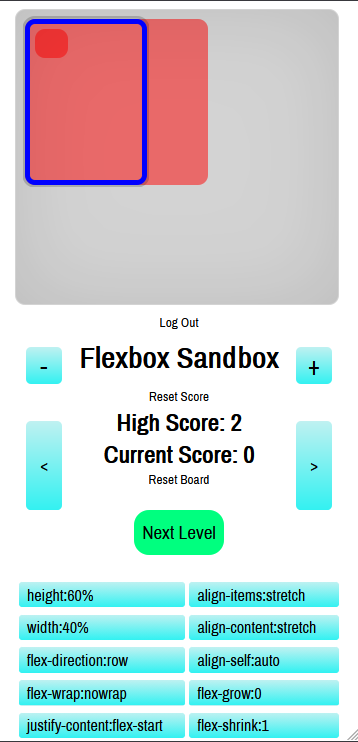 Log Out
- Flexbox Sandbox +
Reset Score
High Score: 2
< Current Score: 0 >
Reset Board
Next Level
height:60% align-items:stretch
width:40% align-content:stretch
flex-direction:row align-self:auto
flex-wrap:nowrap flex-grow:0
justify-content:flex-start flex-shrink:1